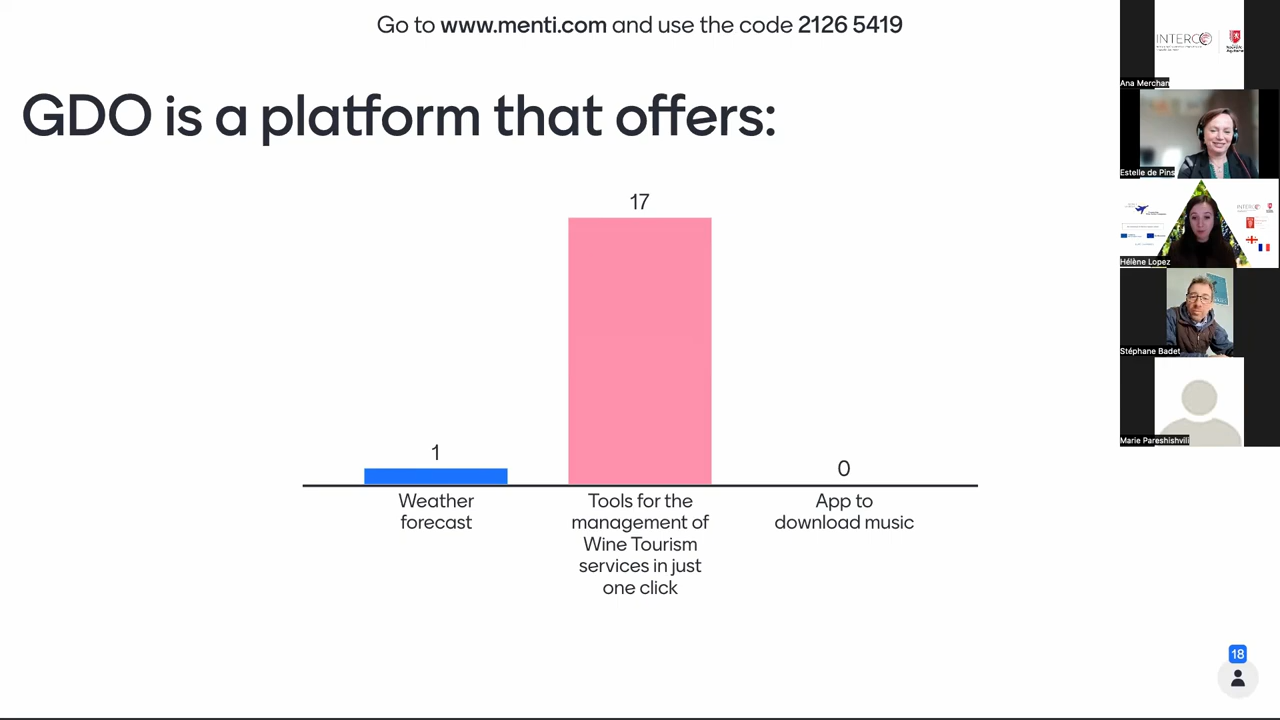 Go to www.menti.com and use the code 2126 5419
GDO is a platform that offers:
17
1
0
Weather
forecast
Tools for the
management of
Wine Tourism
services in just
one click
App to
download music
18
INTERCO
Ana Merchan
Estelle de Pins
INTERCO
Hélène Lopez
Stéphane Badet
Marie Pareshishvili